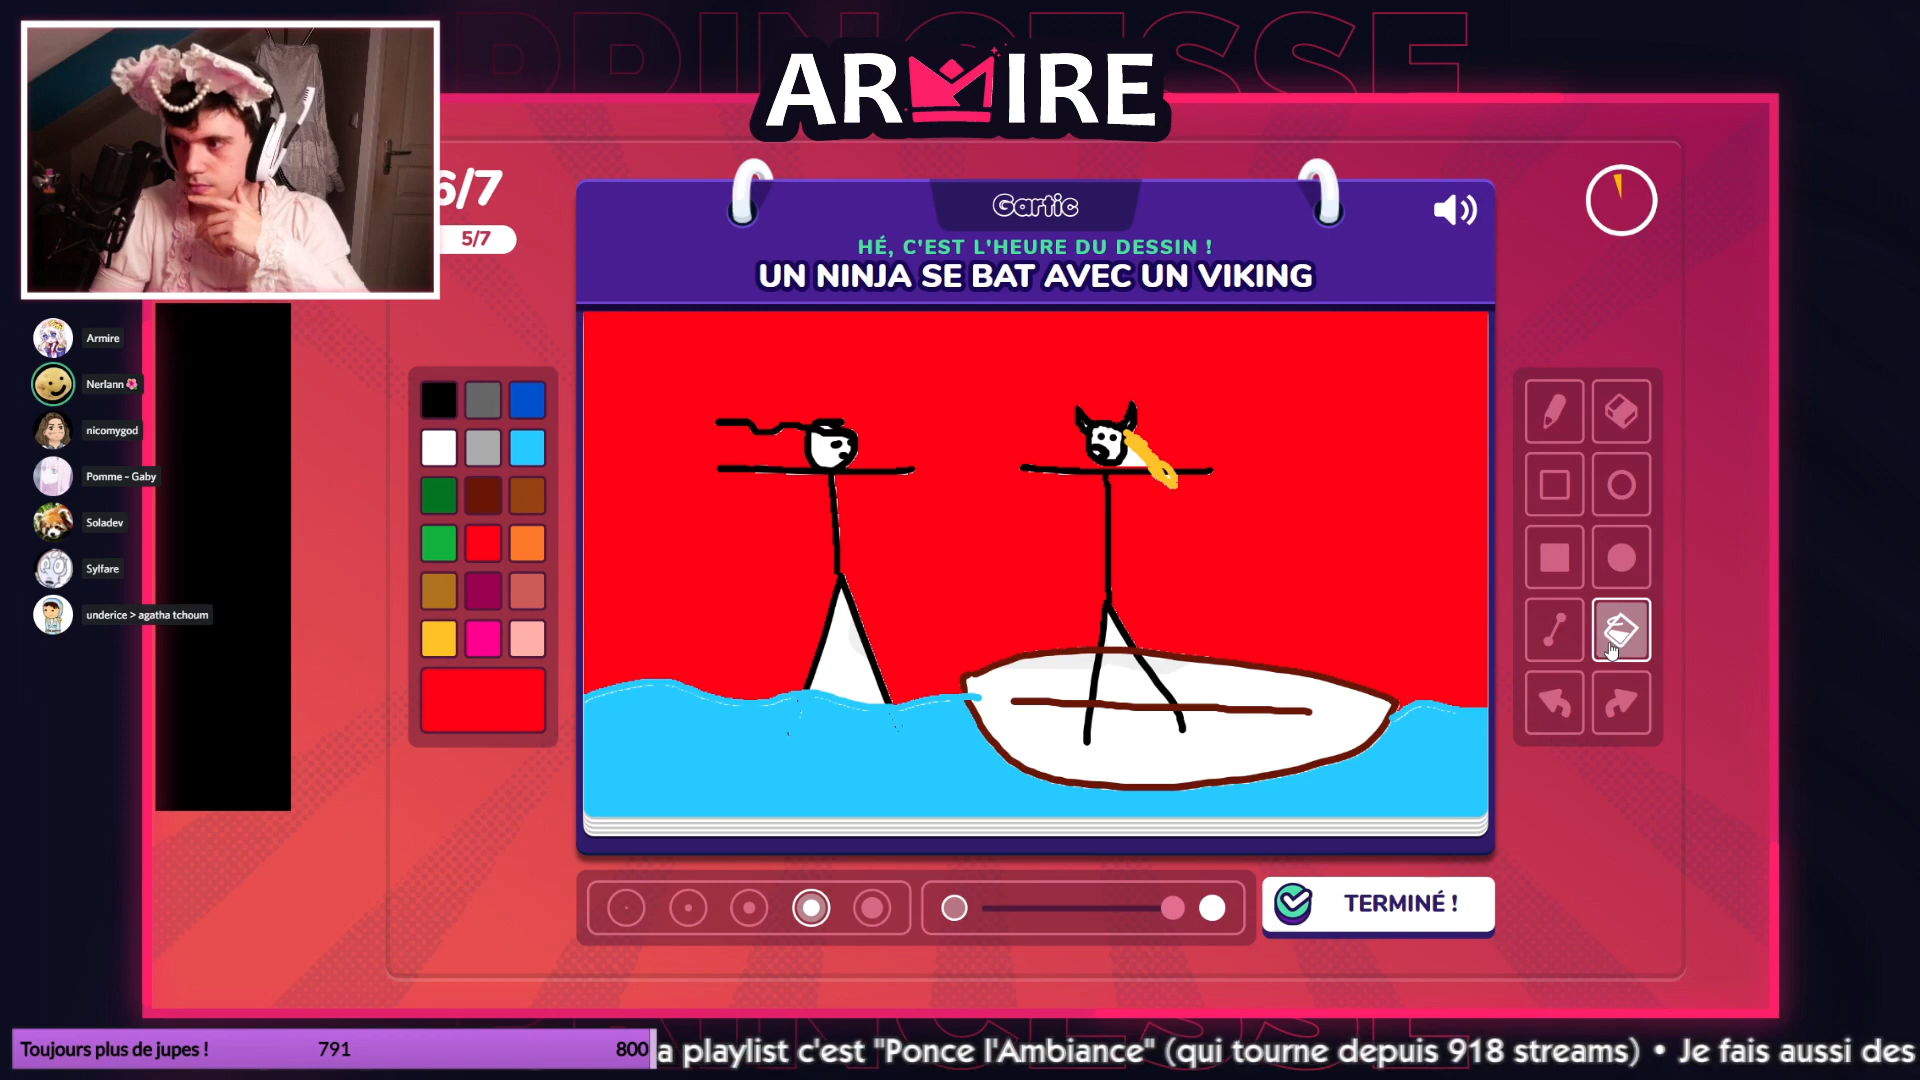 PRINCESSE
ARMIRE
6/7
5/7
Gartic
HÉ, C'EST L'HEURE DU DESSIN !
UN NINJA SE BAT AVEC UN VIKING
Armire
Nerlann
nicomygod
Pomme - Gaby
Soladev
Sylfare
underice > agatha tchoum
TERMINÉ !
PRINCESSE
Toujours plus de jupes ! 791 800
a playlist c'est "Ponce l'Ambiance" (qui tourne depuis 918 streams) • Je fais aussi des